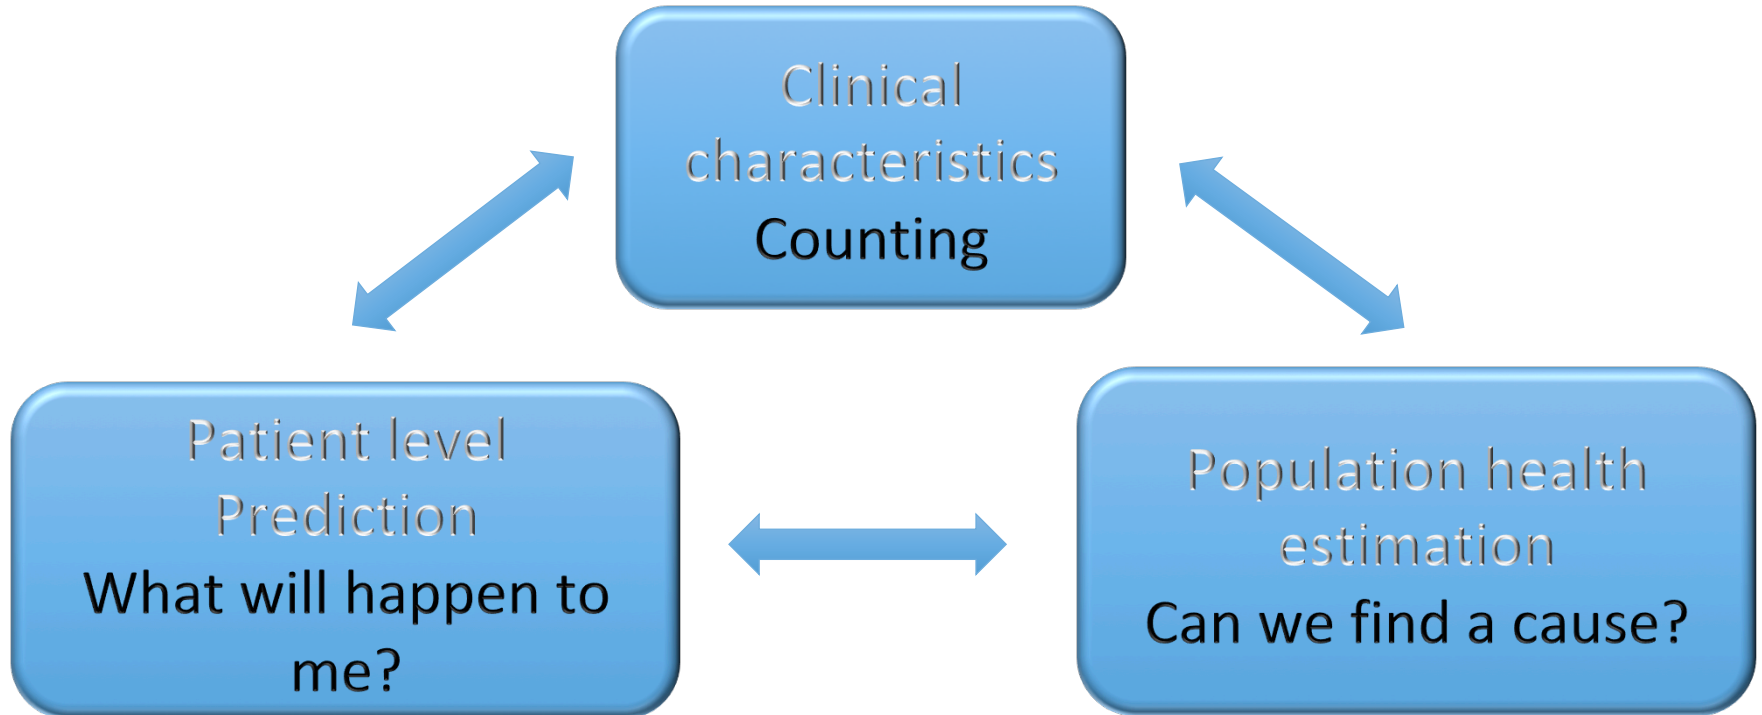 Clinical
characteristics
Counting
Patient level
Prediction
What will happen to
me?
Population health
estimation
Can we find a cause?